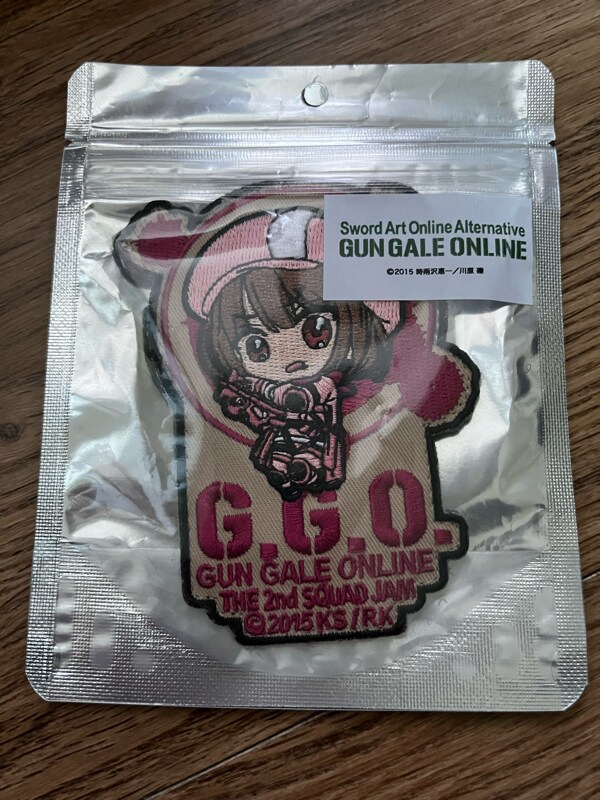 Sword Art Online Alternative
GUN GALE ONLINE
©2015 時雨沢恵一／川原 礫
G.G.O.
GUN GALE ONLINE
THE 2nd SQUAD JAM
©2015 KS/RK